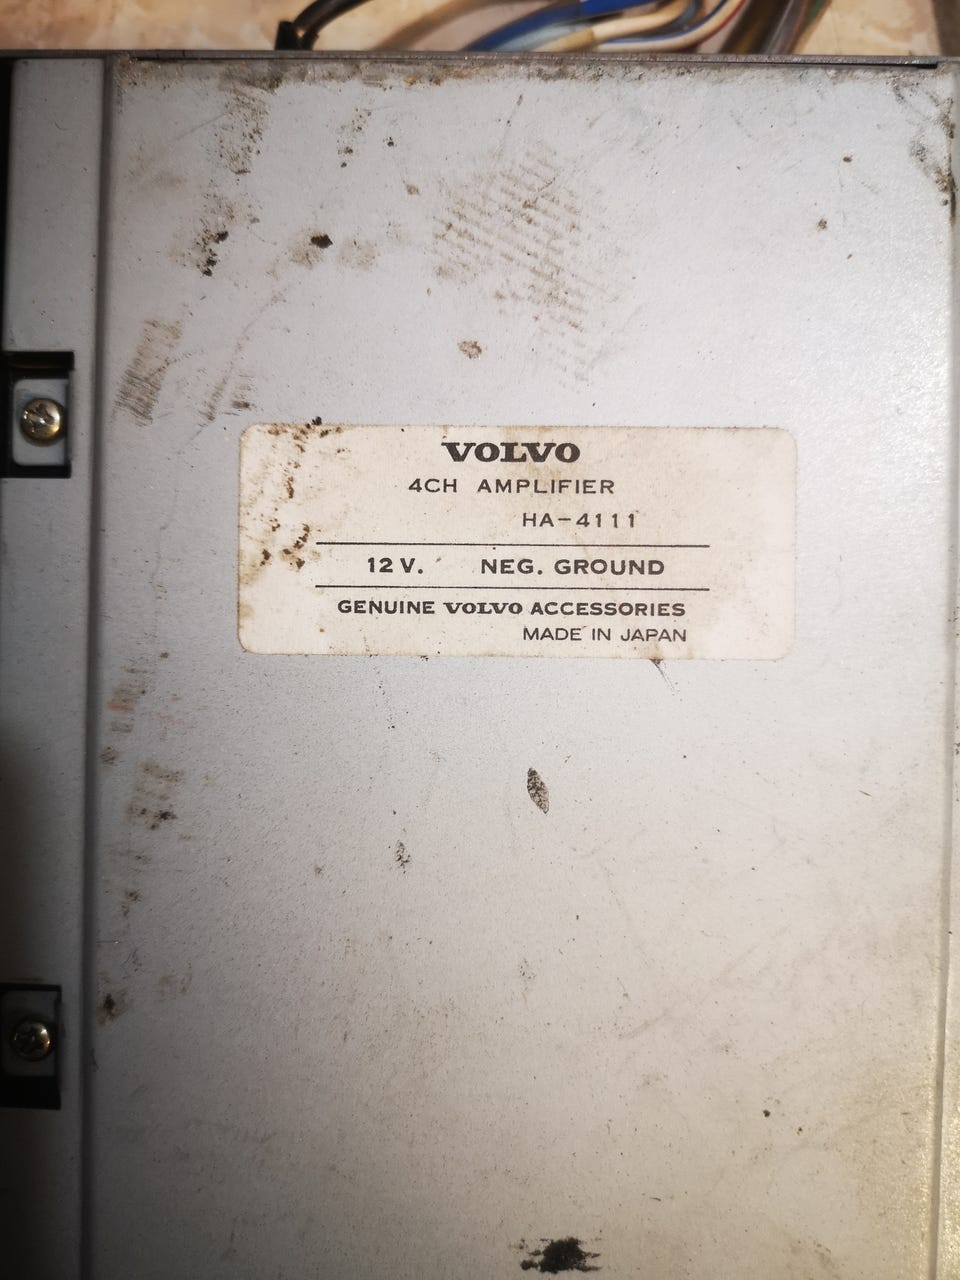 VOLVO
4CH AMPLIFIER
HA-4111
12 V. NEG. GROUND
GENUINE VOLVO ACCESSORIES
MADE IN JAPAN